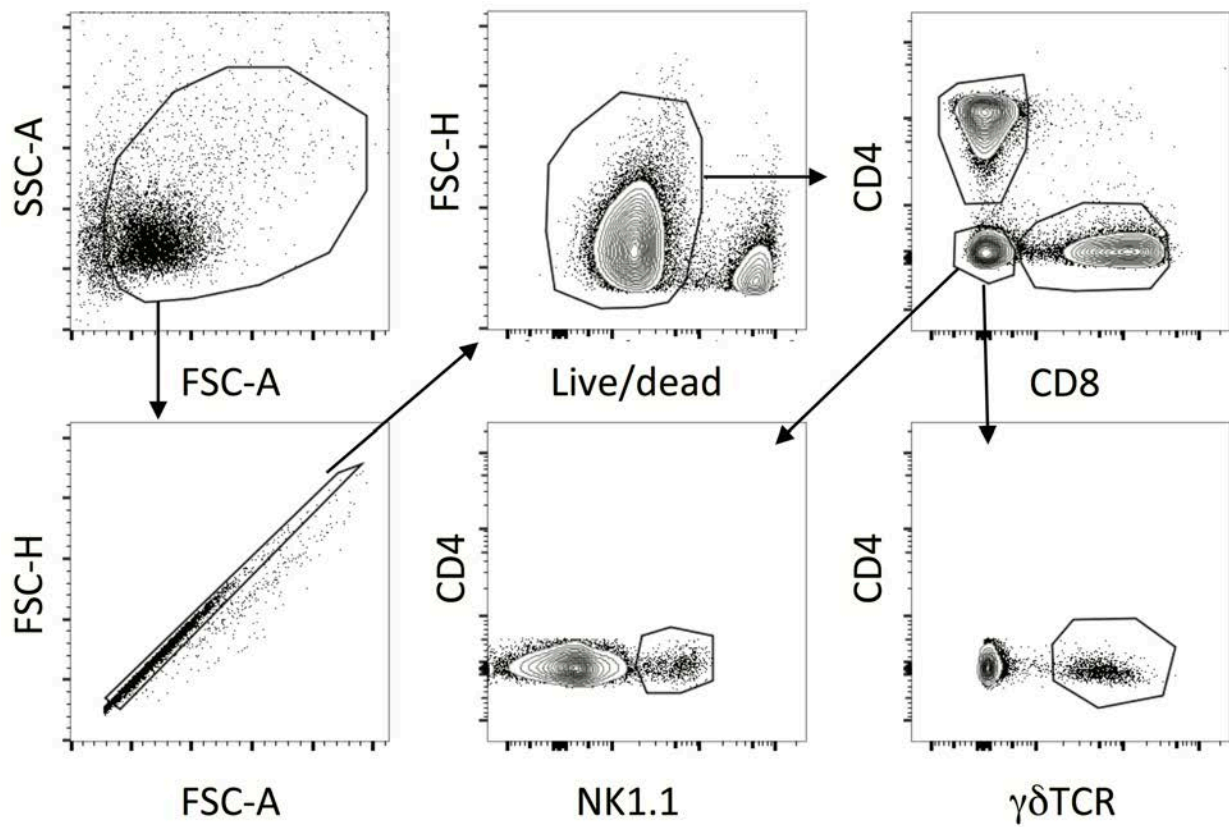 SSC-A
FSC-A
FSC-H
Live/dead
CD4
CD8
FSC-H
FSC-A
CD4
NK1.1
CD4
γδTCR